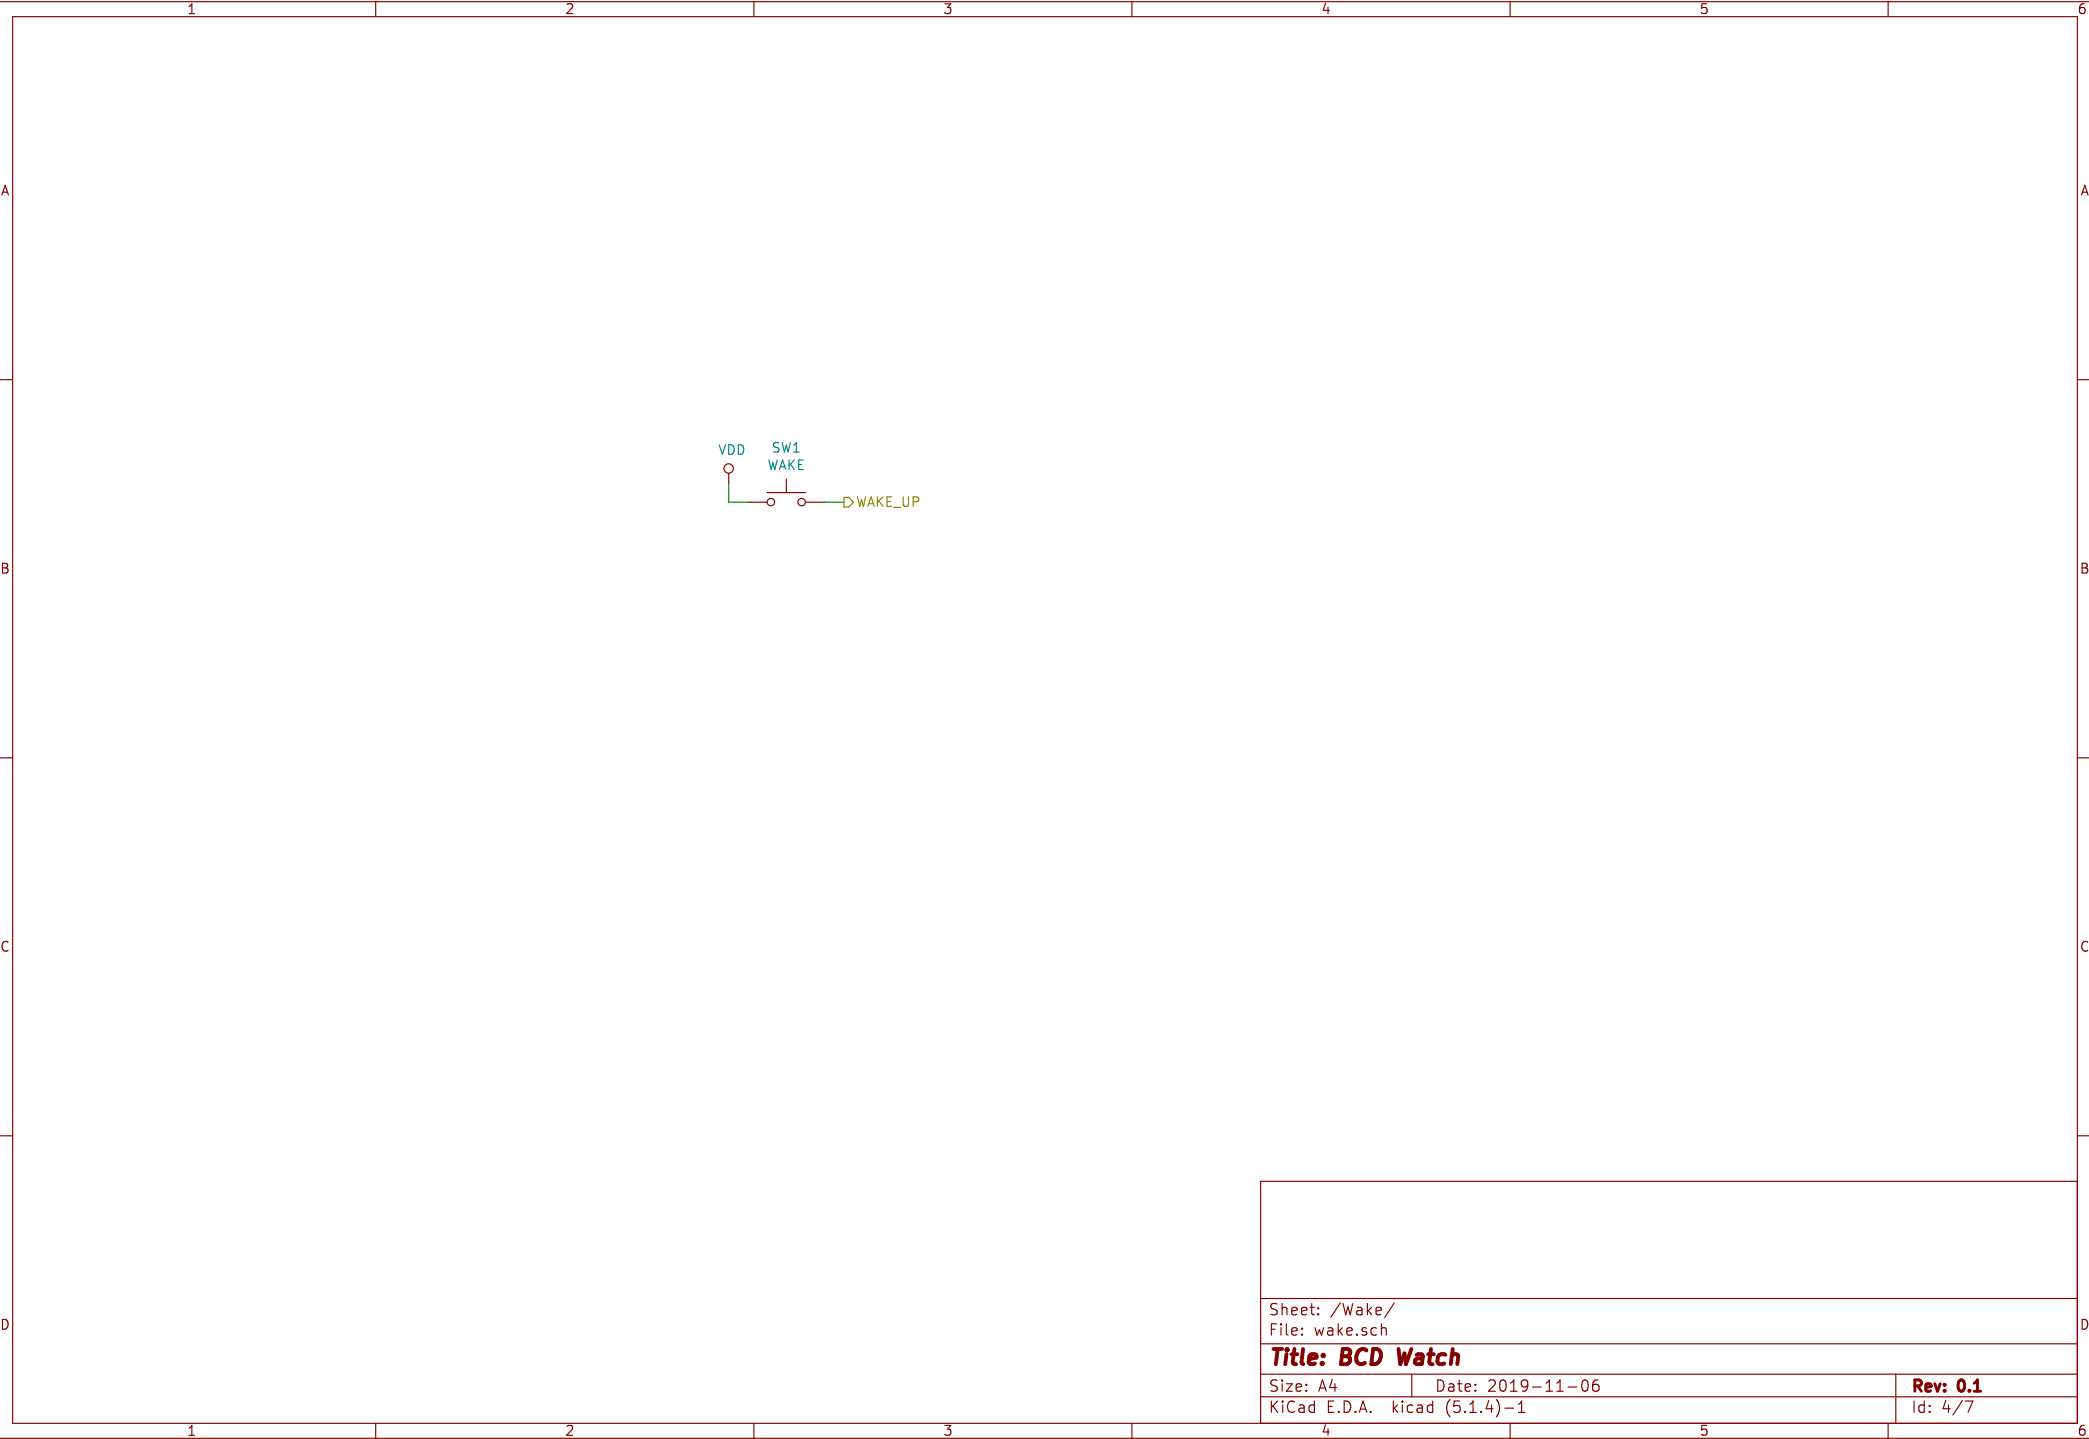 1 2 3 4 5 6
A A
VDD SW1
WAKE
WAKE_UP
B B
C C
Sheet: /Wake/
File: wake.sch
D D
Title: BCD Watch
Size: A4 Date: 2019-11-06 Rev: 0.1
KiCad E.D.A. kicad (5.1.4)-1 Id: 4/7
1 2 3 4 5 6